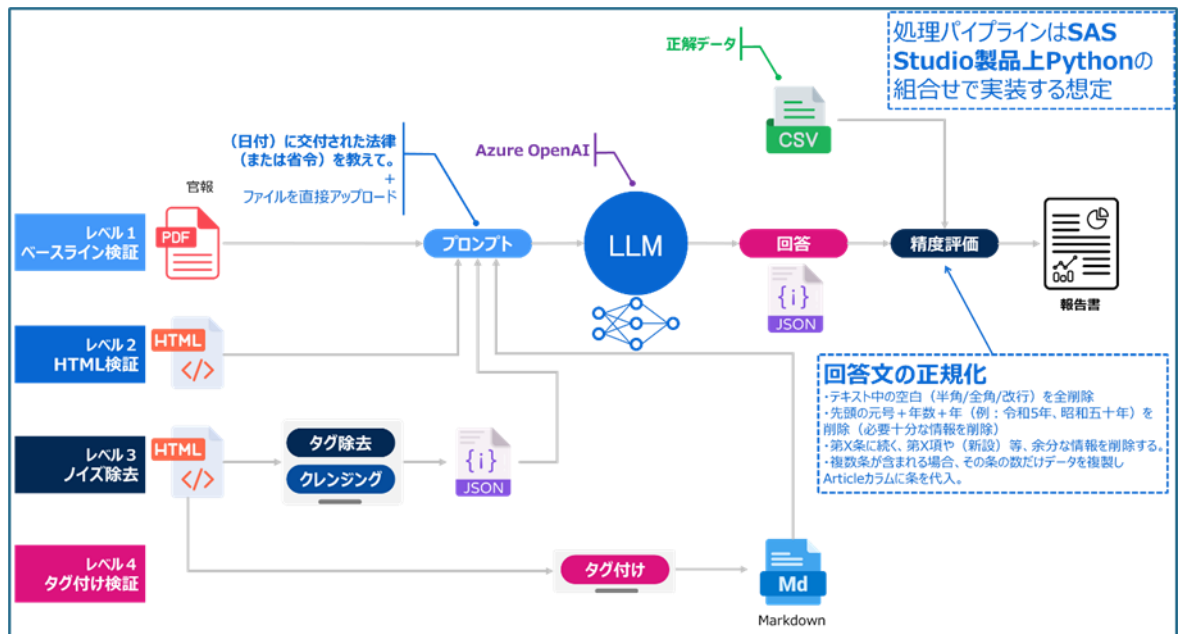 処理パイプラインはSAS
Studio製品上Pythonの
組合せで実装する想定
正解データ
CSV
(日付)に交付された法律
(または省令)を教えて。
+
ファイルを直接アップロード
Azure OpenAI
官報
レベル1
ベースライン検証
PDF
プロンプト
LLM
回答
精度評価
{i}
JSON
報告書
レベル2
HTML検証
HTML
</>
回答文の正規化
・テキスト中の空白(半角/全角/改行)を全削除
・先頭の元号+年数+年(例:令和5年、昭和五十年)を
削除(必要十分な情報を削除)
・第X条に続く、第X項や(新設)等、余分な情報を削除する。
・複数条が含まれる場合、その条の数だけデータを複製し
Articleカラムに条を代入。
レベル3
ノイズ除去
HTML
</>
タグ除去
クレンジング
{i}
JSON
レベル4
タグ付け検証
タグ付け
Md
Markdown